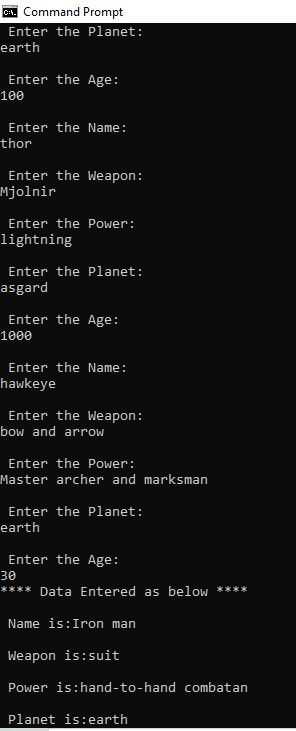 Command Prompt
Enter the Planet:
earth
Enter the Age:
100
Enter the Name:
thor
Enter the Weapon:
Mjolnir
Enter the Power:
lightning
Enter the Planet:
asgard
Enter the Age:
1000
Enter the Name:
hawkeye
Enter the Weapon:
bow and arrow
Enter the Power:
Master archer and marksman
Enter the Planet:
earth
Enter the Age:
30
**** Data Entered as below ****
Name is:Iron man
Weapon is:suit
Power is:hand-to-hand combatan
Planet is:earth